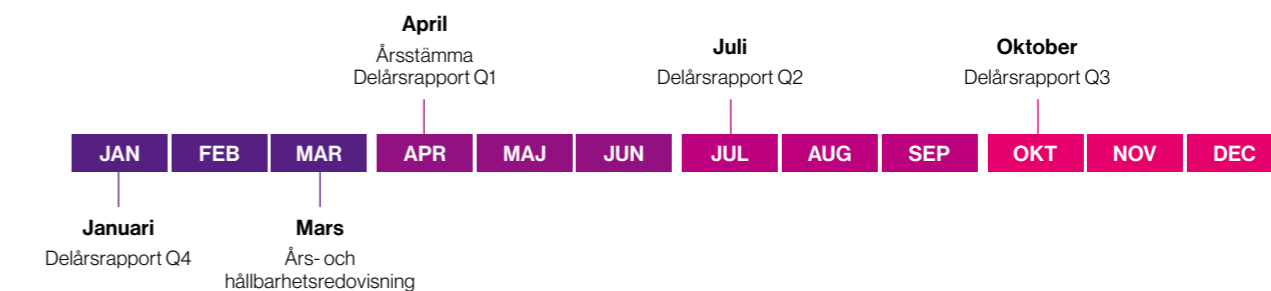 April
Årsstämma
Delårsrapport Q1
Juli
Delårsrapport Q2
Oktober
Delårsrapport Q3
JAN FEB MAR APR MAJ JUN JUL AUG SEP OKT NOV DEC
Januari
Delårsrapport Q4
Mars
Års- och
hållbarhetsredovisning